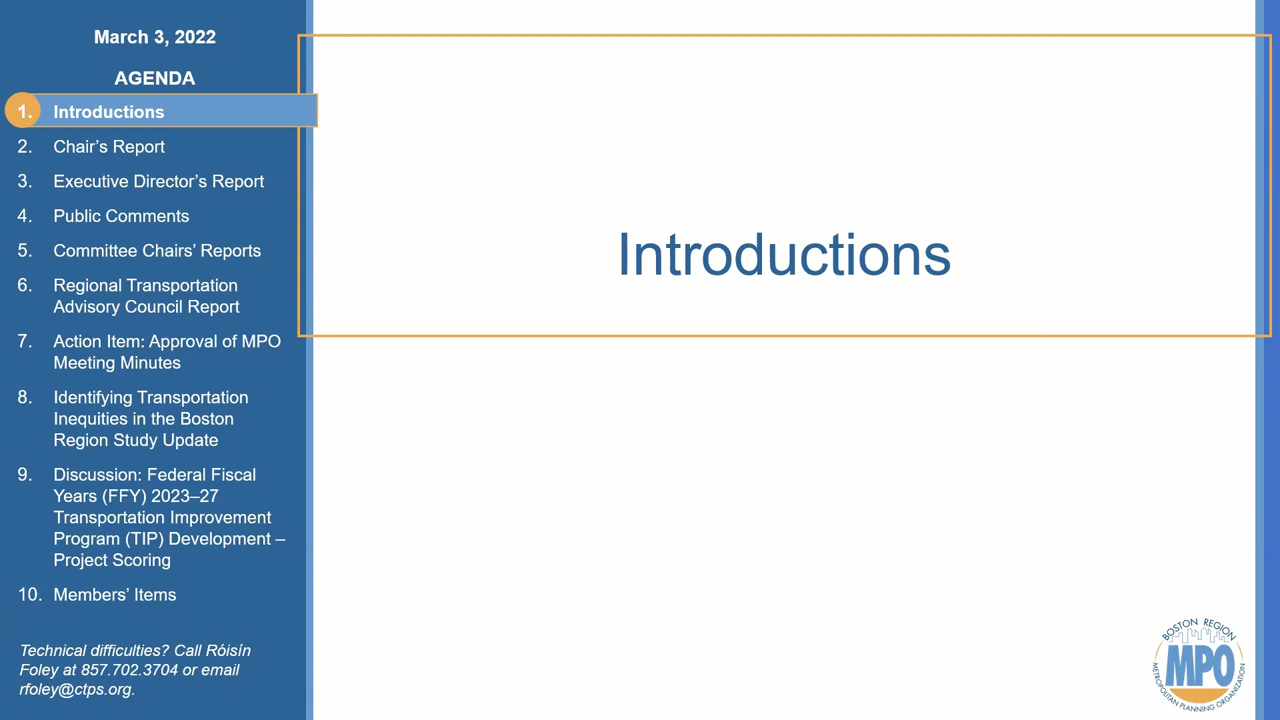 March 3, 2022
AGENDA
1. Introductions
2. Chair’s Report
3. Executive Director’s Report
4. Public Comments
5. Committee Chairs’ Reports
6. Regional Transportation
Advisory Council Report
7. Action Item: Approval of MPO
Meeting Minutes
8. Identifying Transportation
Inequities in the Boston
Region Study Update
9. Discussion: Federal Fiscal
Years (FFY) 2023–27
Transportation Improvement
Program (TIP) Development –
Project Scoring
10. Members’ Items
Technical difficulties? Call Róisín
Foley at 857.702.3704 or email
rfoley@ctps.org.
Introductions
BOSTON REGION
MPO
METROPOLITAN PLANNING ORGANIZATION